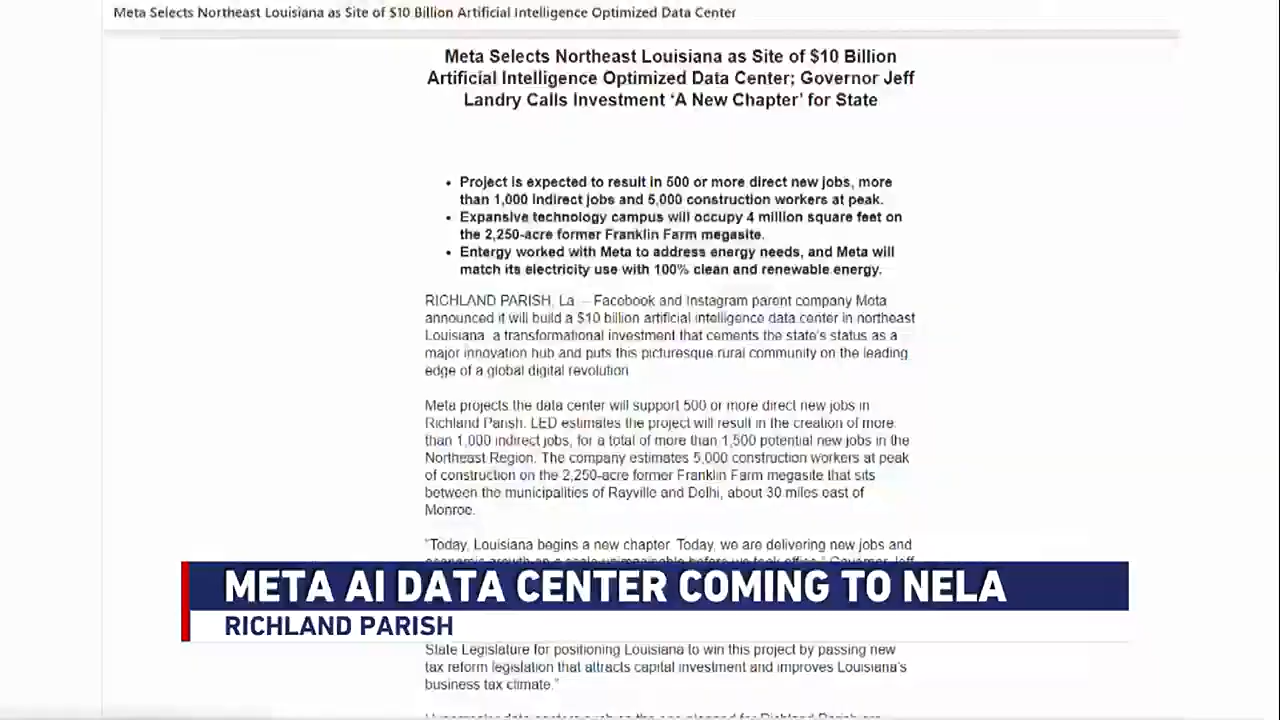 Meta Selects Northeast Louisiana as Site of $10 Billion Artificial Intelligence Optimized Data Center
Meta Selects Northeast Louisiana as Site of $10 Billion
Artificial Intelligence Optimized Data Center; Governor Jeff
Landry Calls Investment ‘A New Chapter’ for State
• Project is expected to result in 500 or more direct new jobs, more
than 1,000 indirect jobs and 5,000 construction workers at peak.
• Expansive technology campus will occupy 4 million square feet on
the 2,250-acre former Franklin Farm megasite.
• Entergy worked with Meta to address energy needs, and Meta will
match its electricity use with 100% clean and renewable energy.
RICHLAND PARISH, La. – Facebook and Instagram parent company Meta
announced it will build a $10 billion artificial intelligence data center in northeast
Louisiana, a transformational investment that cements the state’s status as a
major innovation hub and puts this picturesque rural community on the leading
edge of a global digital revolution.
Meta projects the data center will support 500 or more direct new jobs in
Richland Parish. LED estimates the project will result in the creation of more
than 1,000 indirect jobs, for a total of more than 1,500 potential new jobs in the
Northeast Region. The company estimates 5,000 construction workers at peak
of construction on the 2,250-acre former Franklin Farm megasite that sits
between the municipalities of Rayville and Delhi, about 30 miles east of
Monroe.
“Today, Louisiana begins a new chapter. Today, we are delivering new jobs and
META AI DATA CENTER COMING TO NELA
RICHLAND PARISH
State Legislature for positioning Louisiana to win this project by passing new
tax reform legislation that attracts capital investment and improves Louisiana’s
business tax climate.”